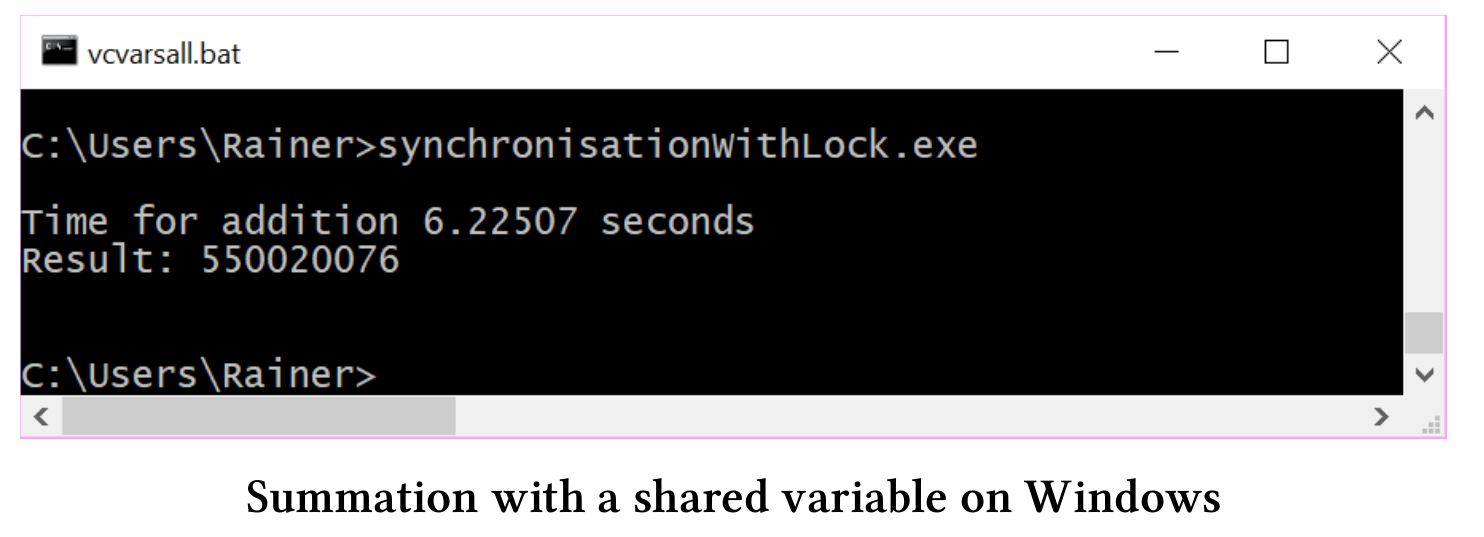 vcvarsall.bat
C:\Users\Rainer>synchronisationWithLock.exe
Time for addition 6.22507 seconds
Result: 550020076
C:\Users\Rainer>
Summation with a shared variable on Windows